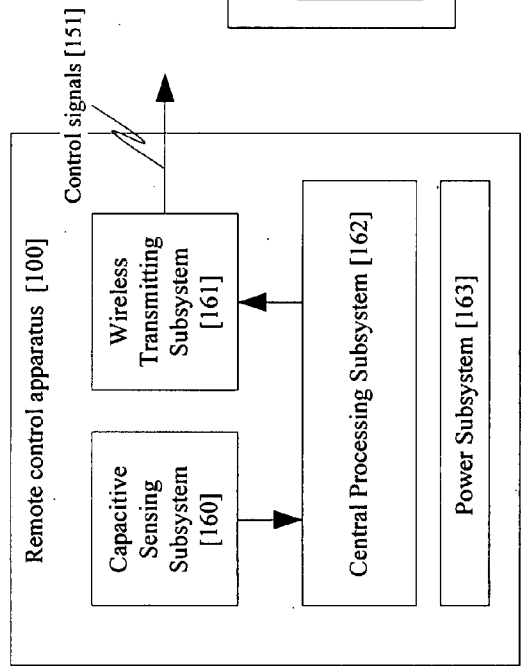 Remote control apparatus [100]
Control signals [151]
Capacitive
Sensing
Subsystem
[160]
Wireless
Transmitting
Subsystem
[161]
Central Processing Subsystem [162]
Power Subsystem [163]